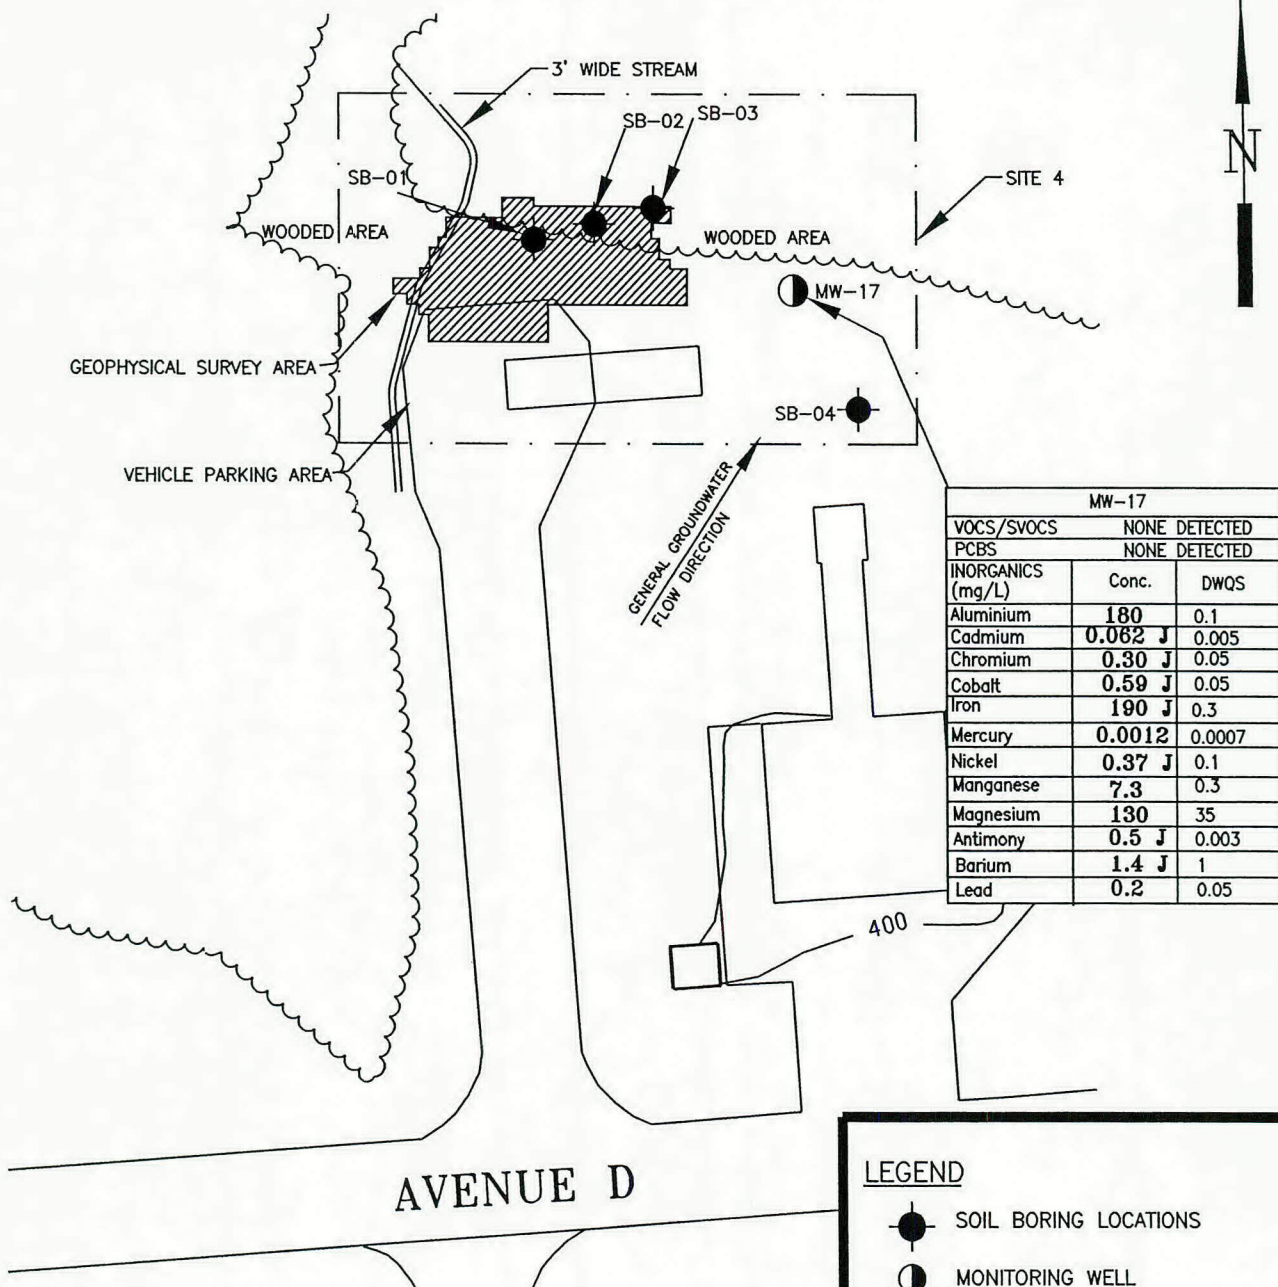 3' WIDE STREAM
SB-02
SB-03
N
SB-01
SITE 4
WOODED AREA
WOODED AREA
MW-17
GEOPHYSICAL SURVEY AREA
SB-04
VEHICLE PARKING AREA
GENERAL GROUNDWATER
FLOW DIRECTION
MW-17
VOCS/SVOCS NONE DETECTED
PCBS NONE DETECTED
INORGANICS
(mg/L) Conc. DWQS
Aluminium 180 0.1
Cadmium 0.062 J 0.005
Chromium 0.30 J 0.05
Cobalt 0.59 J 0.05
Iron 190 J 0.3
Mercury 0.0012 0.0007
Nickel 0.37 J 0.1
Manganese 7.3 0.3
Magnesium 130 35
Antimony 0.5 J 0.003
Barium 1.4 J 1
Lead 0.2 0.05
400
AVENUE D
LEGEND
SOIL BORING LOCATIONS
MONITORING WELL